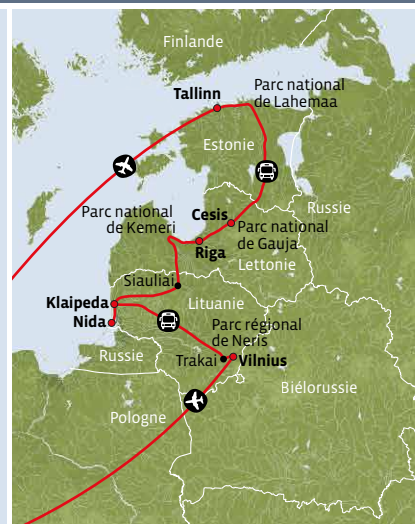 Finlande
Tallinn
Parc national
de Lahemaa
Estonie
Russie
Parc national
de Kemeri
Cesis
Parc national
de Gauja
Riga
Lettonie
Siauliai
Klaipeda
Lituanie
Nida
Parc régional
de Neris
Russie
Trakai
Vilnius
Biélorussie
Pologne